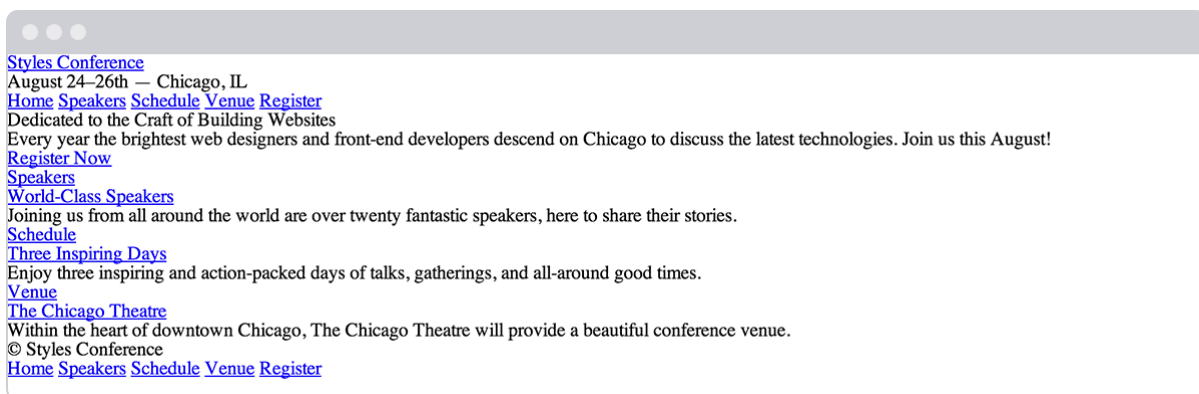 Styles Conference
August 24–26th — Chicago, IL
Home Speakers Schedule Venue Register
Dedicated to the Craft of Building Websites
Every year the brightest web designers and front-end developers descend on Chicago to discuss the latest technologies. Join us this August!
Register Now
Speakers
World-Class Speakers
Joining us from all around the world are over twenty fantastic speakers, here to share their stories.
Schedule
Three Inspiring Days
Enjoy three inspiring and action-packed days of talks, gatherings, and all-around good times.
Venue
The Chicago Theatre
Within the heart of downtown Chicago, The Chicago Theatre will provide a beautiful conference venue.
© Styles Conference
Home Speakers Schedule Venue Register